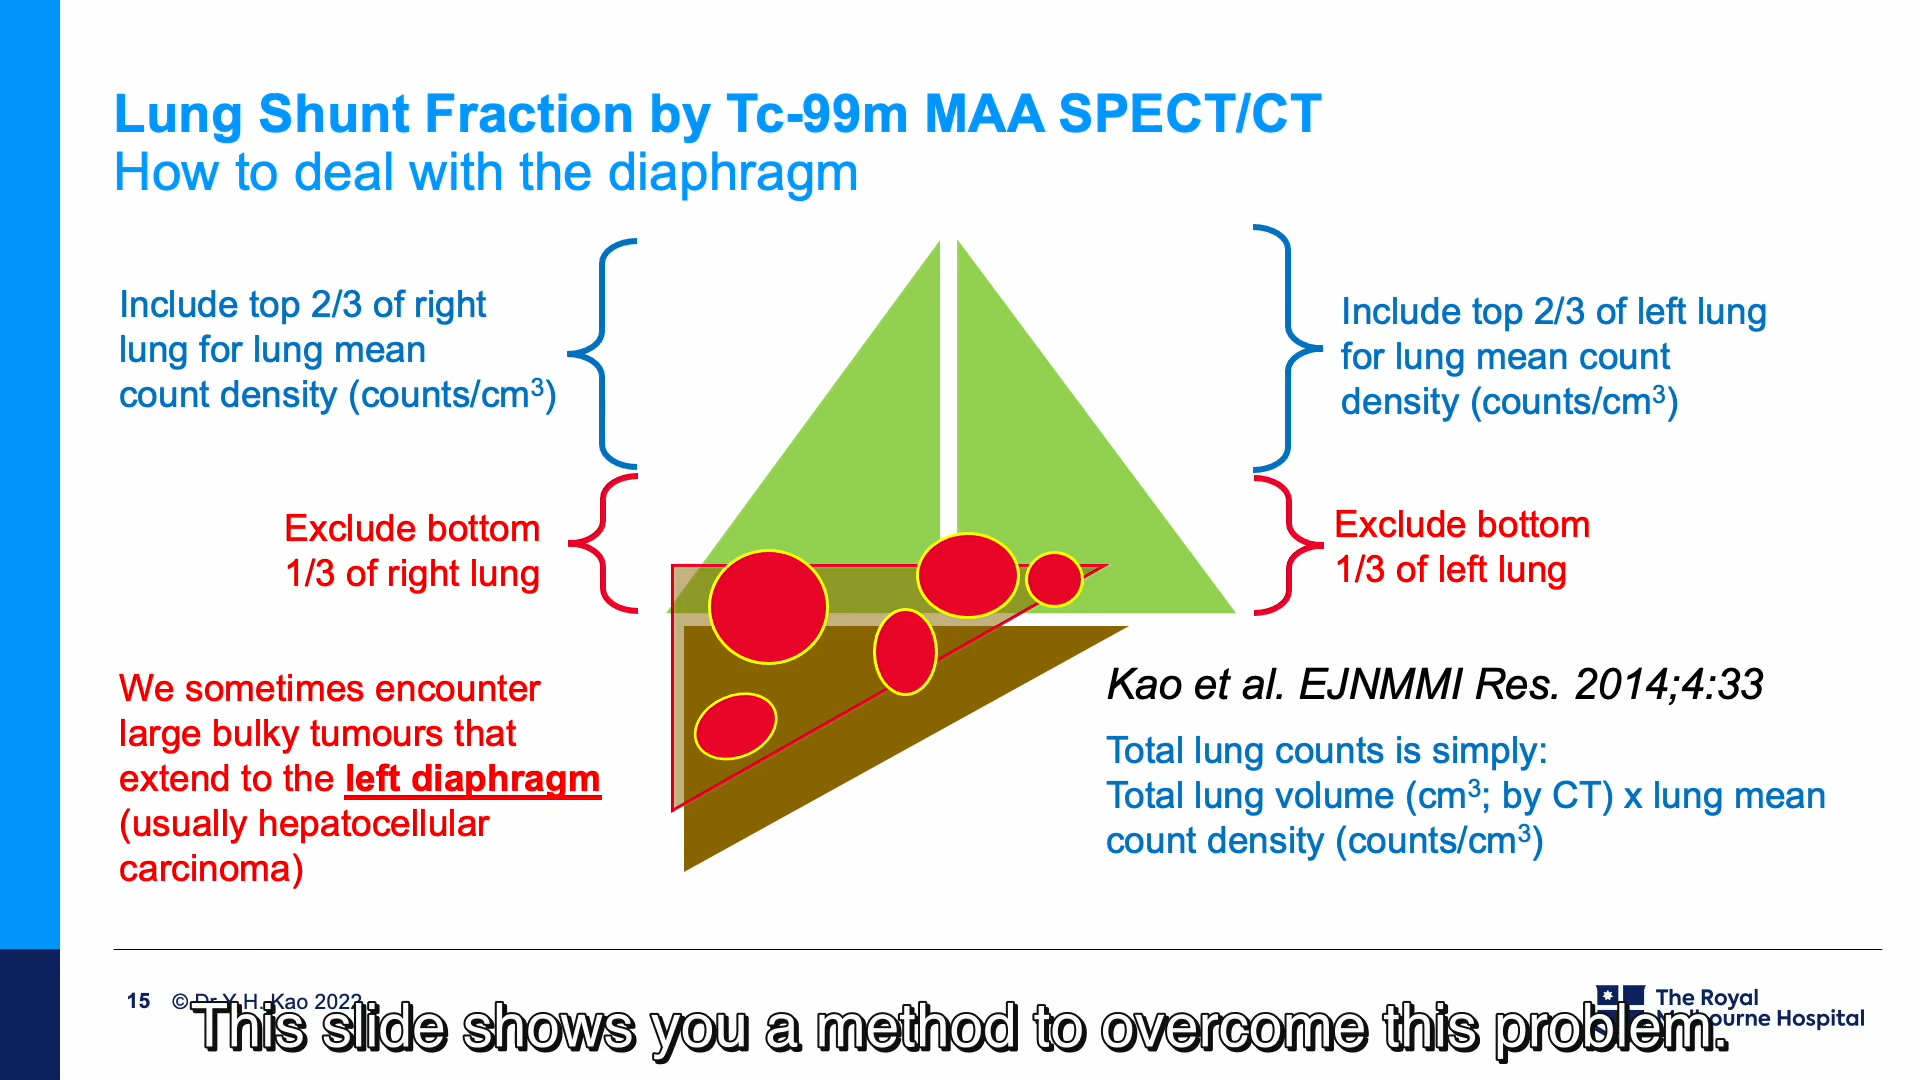 Lung Shunt Fraction by Tc-99m MAA SPECT/CT
How to deal with the diaphragm
Include top 2/3 of right
lung for lung mean
count density (counts/cm³)
Include top 2/3 of left lung
for lung mean count
density (counts/cm³)
Exclude bottom
1/3 of right lung
Exclude bottom
1/3 of left lung
We sometimes encounter
large bulky tumours that
extend to the left diaphragm
(usually hepatocellular
carcinoma)
Kao et al. EJNMMI Res. 2014;4:33
Total lung counts is simply:
Total lung volume (cm³; by CT) x lung mean
count density (counts/cm³)
15 © Dr Y H. Kao 2022
The Royal
Melbourne Hospital
This slide shows you a method to overcome this problem.